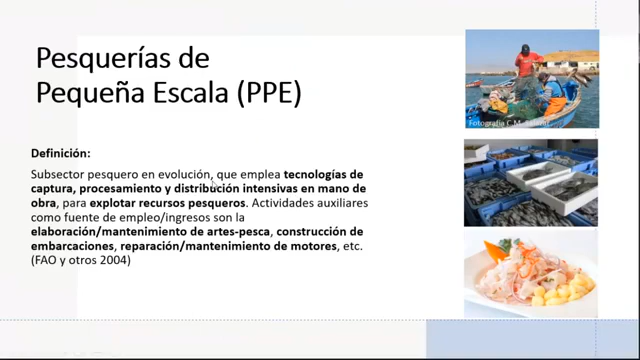 Pesquerías de
Pequeña Escala (PPE)
Definición:
Subsector pesquero en evolución, que emplea tecnologías de
captura, procesamiento y distribución intensivas en mano de
obra, para explotar recursos pesqueros. Actividades auxiliares
como fuente de empleo/ingresos son la
elaboración/mantenimiento de artes-pesca, construcción de
embarcaciones, reparación/mantenimiento de motores, etc.
(FAO y otros 2004)
Fotografía C.M. Salazar